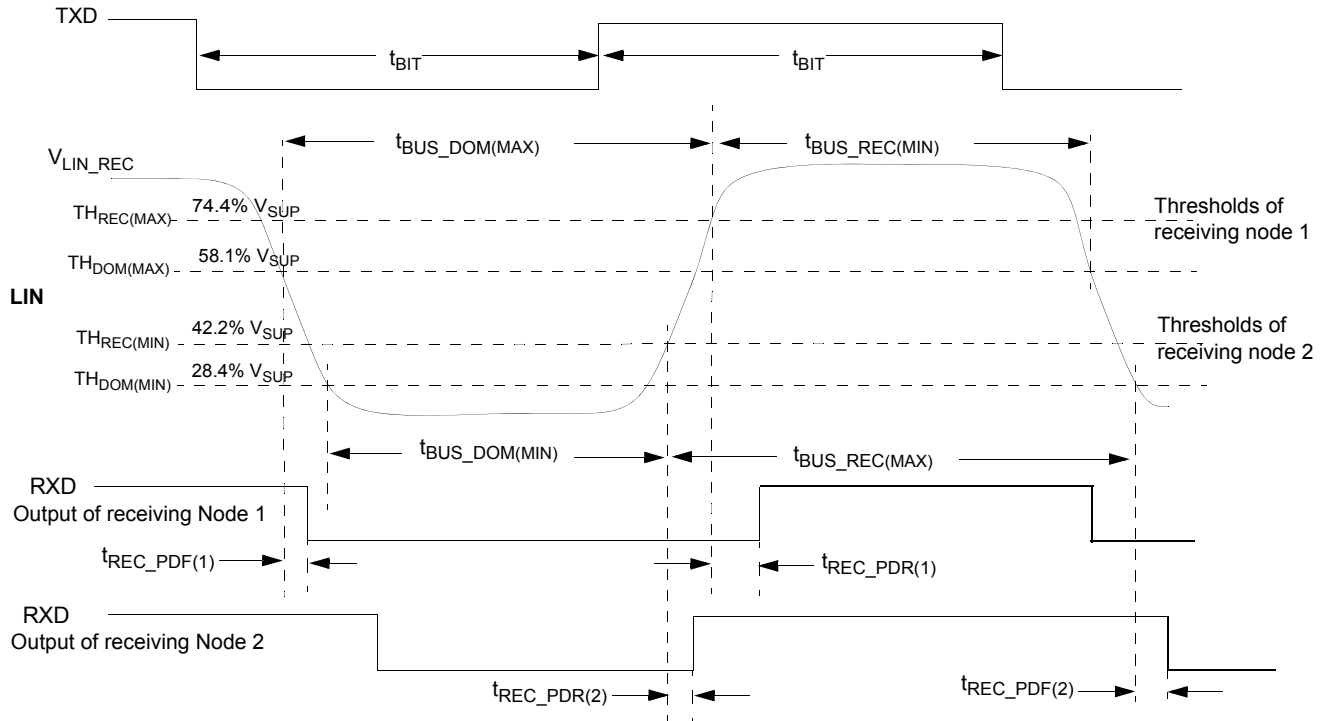 TXD
tBIT
tBIT
tBUS_DOM(MAX)
tBUS_REC(MIN)
VLIN_REC
THREC(MAX) 74.4% VSUP
Thresholds of
receiving node 1
THDOM(MAX) 58.1% VSUP
LIN
THREC(MIN) 42.2% VSUP
Thresholds of
receiving node 2
THDOM(MIN) 28.4% VSUP
tBUS_DOM(MIN)
tBUS_REC(MAX)
RXD
Output of receiving Node 1
tREC_PDF(1)
tREC_PDR(1)
RXD
Output of receiving Node 2
tREC_PDR(2)
tREC_PDF(2)